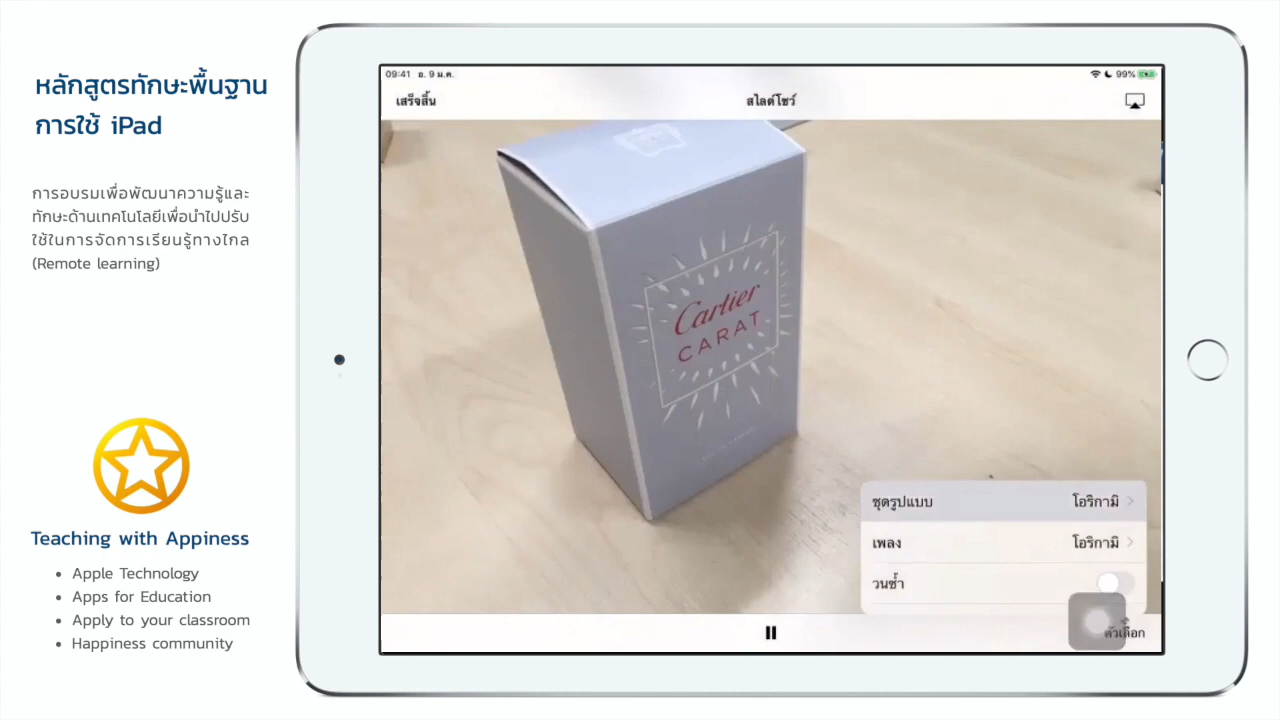 หลักสูตรทักษะพื้นฐาน
การใช้ iPad
การอบรมเพื่อพัฒนาความรู้และ
ทักษะด้านเทคโนโลยีเพื่อนำไปปรับ
ใช้ในการจัดการเรียนรู้ทางไกล
(Remote learning)
Teaching with Appiness
• Apple Technology
• Apps for Education
• Apply to your classroom
• Happiness community
09:41 อ. 9 ม.ค.
99%
เสร็จสิ้น
สไลด์โชว์
Cartier
CARAT
ชุดรูปแบบ โอริกามิ
เพลง โอริกามิ
วนซ้ำ
ตัวเลือก